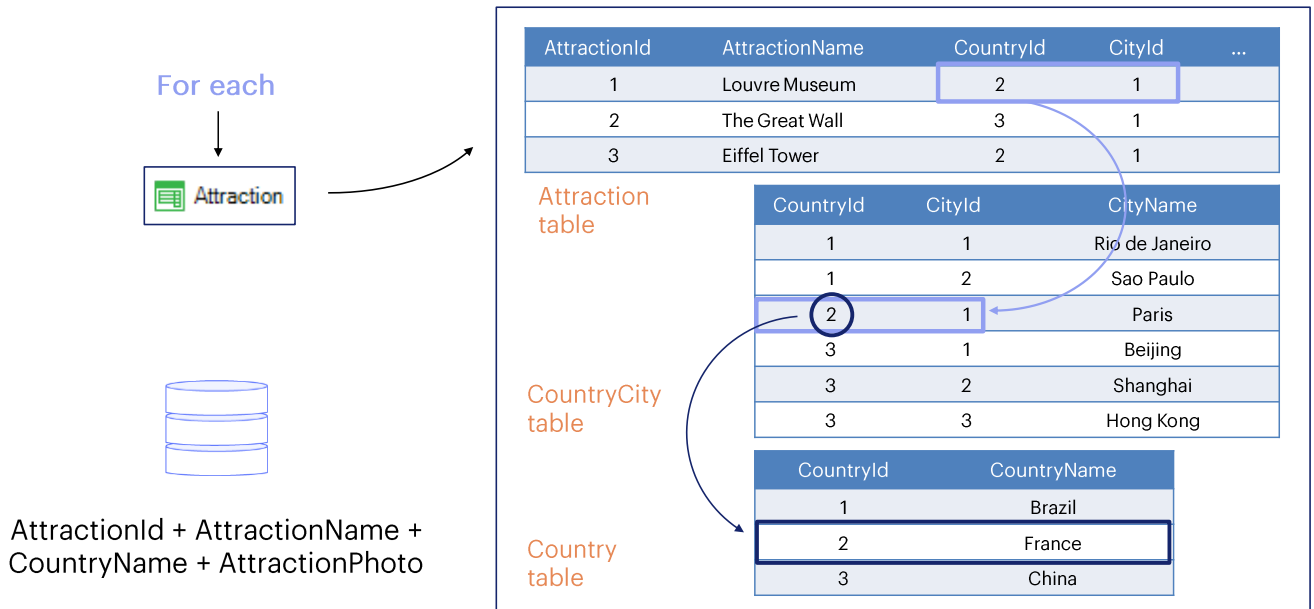 For each
Attraction
AttractionId + AttractionName +
CountryName + AttractionPhoto
AttractionId AttractionName CountryId CityId ...
1 Louvre Museum 2 1
2 The Great Wall 3 1
3 Eiffel Tower 2 1
Attraction
table
CountryId CityId CityName
1 1 Rio de Janeiro
1 2 Sao Paulo
2 1 Paris
3 1 Beijing
3 2 Shanghai
3 3 Hong Kong
CountryCity
table
CountryId CountryName
1 Brazil
2 France
3 China
Country
table